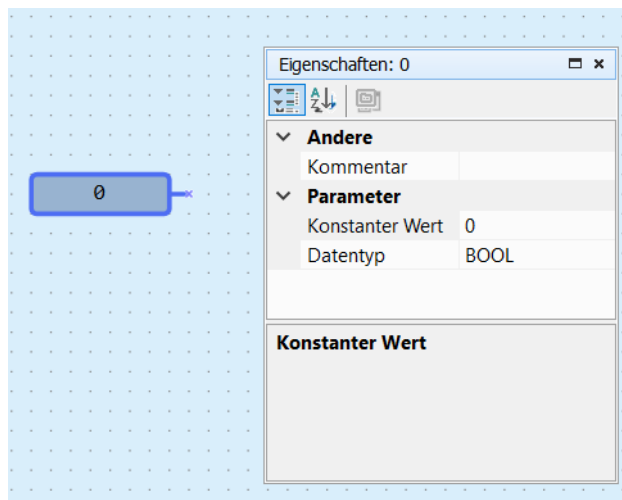 Eigenschaften: 0
Andere
Kommentar
0
Parameter
Konstanter Wert 0
Datentyp BOOL
Konstanter Wert